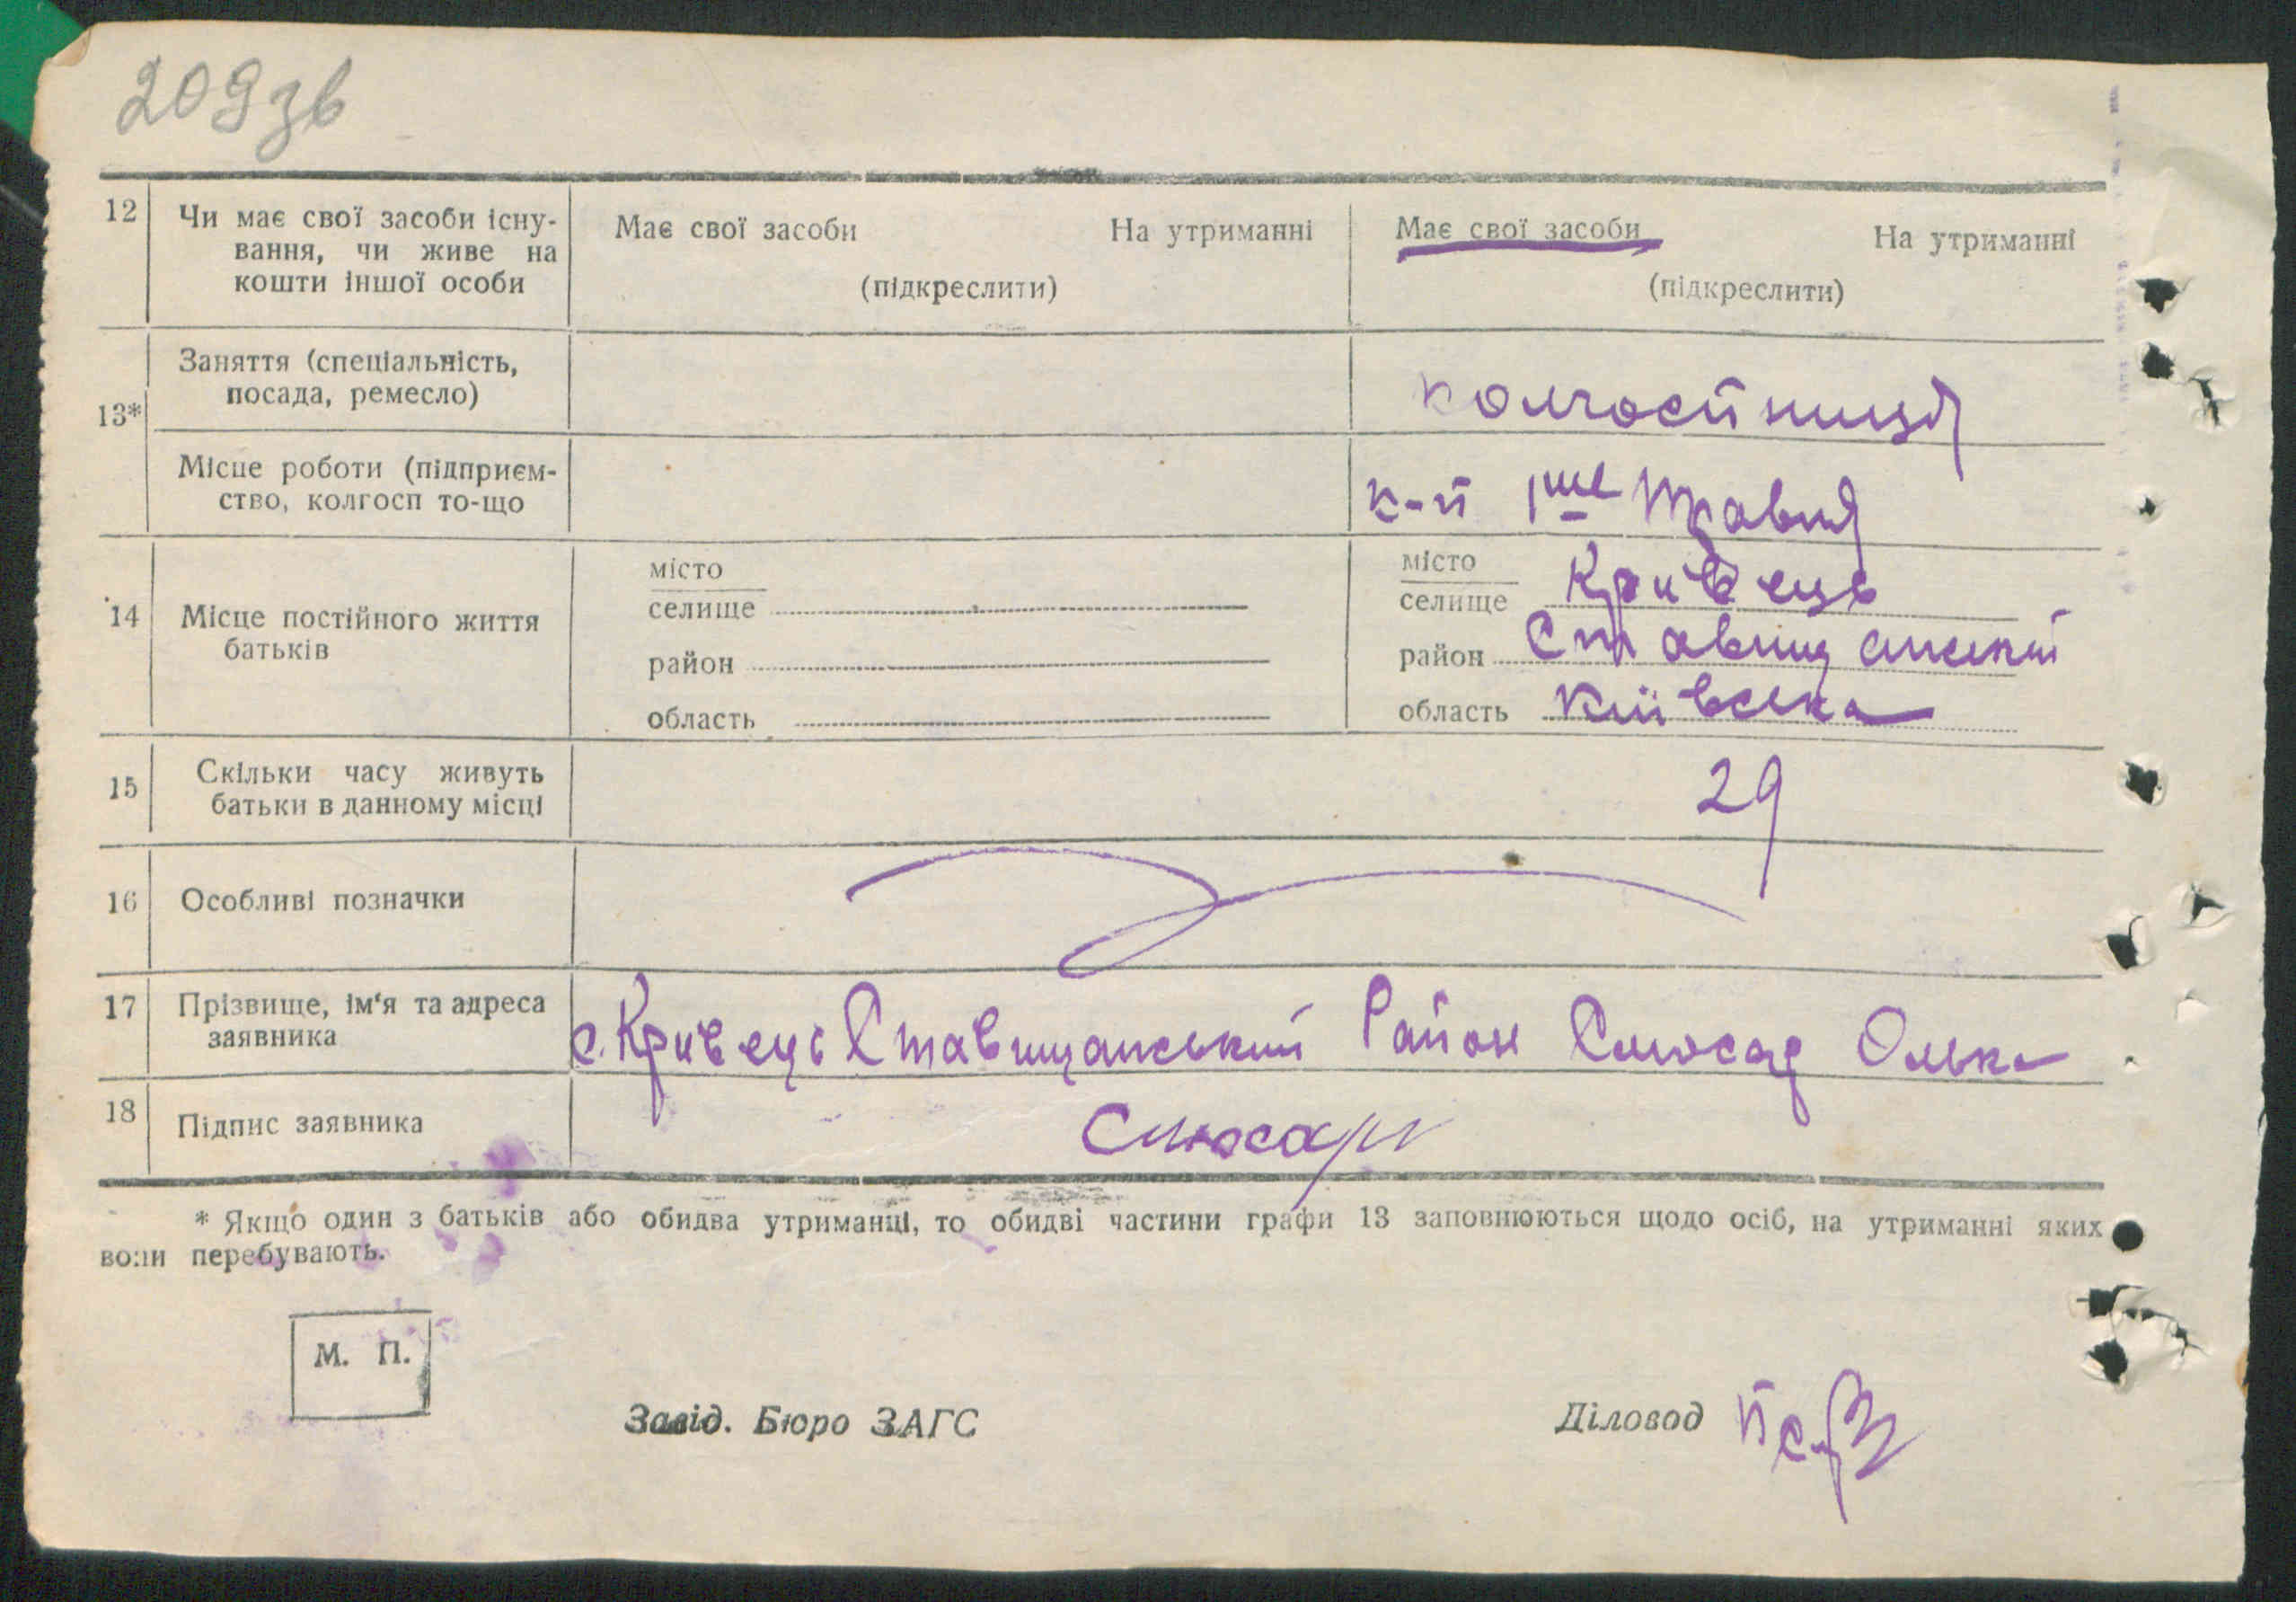 209зв
12 Чи має свої засоби існу-
вання, чи живе на
кошти іншої особи
Має свої засоби На утриманні
(підкреслити)
Має свої засоби На утриманні
(підкреслити)
13*
Заняття (спеціальність,
посада, ремесло)
колгоспниця
Місце роботи (підприєм-
ство, колгосп то-що
к-п 1ше Травня
14 Місце постійного життя
батьків
місто
селище
район
область
місто
селище Кривець
район Ставищанський
область Київська
15 Скільки часу живуть
батьки в данному місці
29
16 Особливі позначки
17 Прізвище, ім‘я та адреса
заявника
с. Кривець Ставищанський Район Слюсар Олька
18 Підпис заявника
Слюсар
* Якщо один з батьків або обидва утриманці, то обидві частини графи 13 заповнюються щодо осіб, на утриманні яких
вони перебувають.
М. П.
Завід. Бюро ЗАГС
Діловод